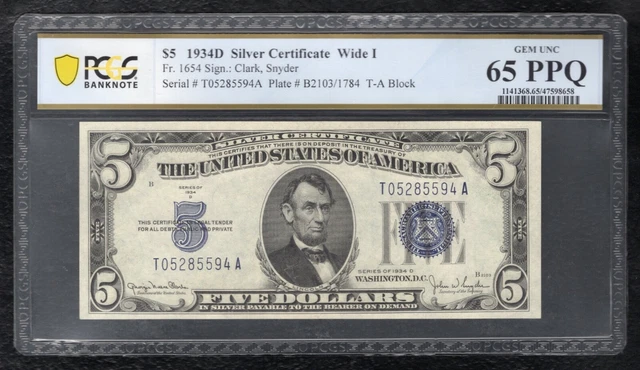 PCGS
BANKNOTE
$5 1934D Silver Certificate Wide I
Fr. 1654 Sign.: Clark, Snyder
Serial # T05285594A Plate # B2103/1784 T-A Block
GEM UNC
65 PPQ
1141368.65/47598658
SILVER CERTIFICATE
THIS CERTIFIES THAT THERE IS ON DEPOSIT IN THE TREASURY OF
THE UNITED STATES OF AMERICA
5
5
B
SERIES OF
1934
T05285594 A
THIS CERTIFICATE IS LEGAL TENDER
FOR ALL DEBTS PUBLIC AND PRIVATE
5
FIVE
T05285594 A
SERIES OF 1934 D
WASHINGTON, D.C.
5
5
FIVE DOLLARS
IN SILVER PAYABLE TO THE BEARER ON DEMAND